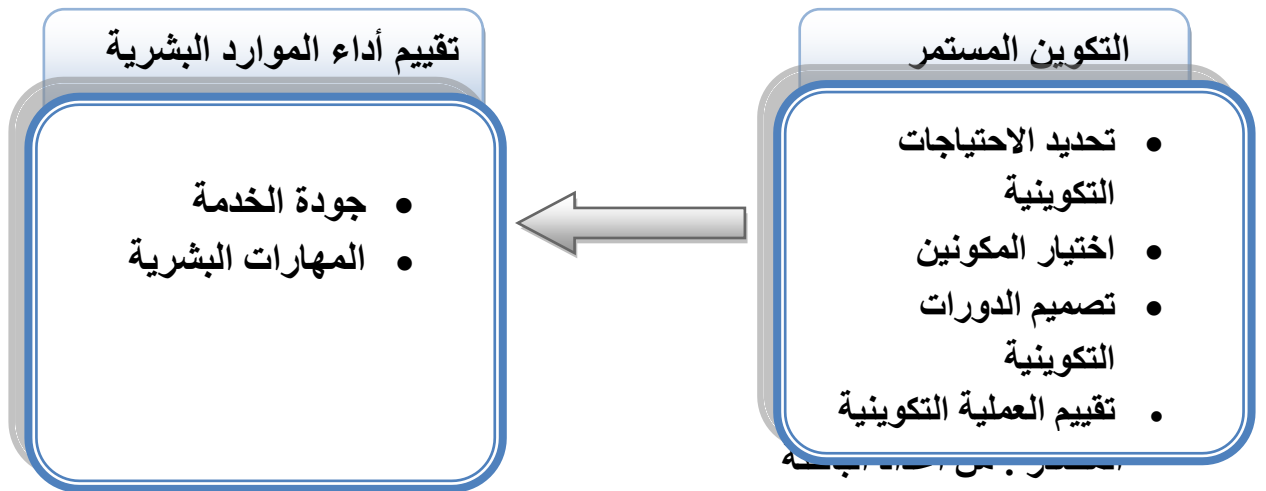 التكوين المستمر
• تحديد الاحتياجات
التكوينية
• اختيار المكونين
• تصميم الدورات
التكوينية
• تقييم العملية التكوينية
تقييم أداء الموارد البشرية
• جودة الخدمة
• المهارات البشرية